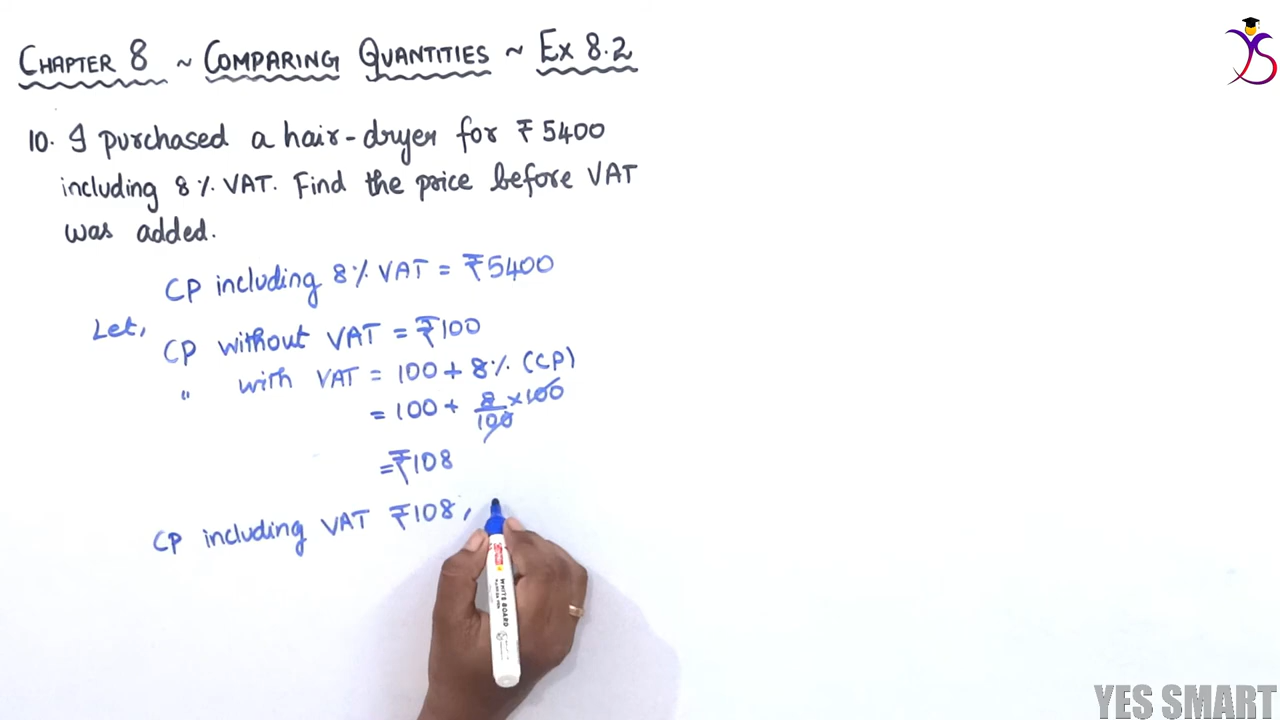 CHAPTER 8 ~ COMPARING QUANTITIES ~ Ex 8.2
10. I purchased a hair-dryer for ₹5400
including 8% VAT. Find the price before VAT
was added.
CP including 8% VAT = ₹5400
Let, CP without VAT = ₹100
" with VAT = 100 + 8% (CP)
= 100 + 8/100 × 100
= ₹108
CP including VAT ₹108,
YES SMART